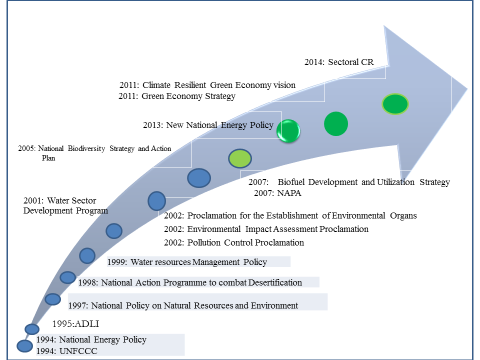 2014: Sectoral CR
2011: Climate Resilient Green Economy vision
2011: Green Economy Strategy
2013: New National Energy Policy
2005: National Biodiversity Strategy and Action
Plan
2007: Biofuel Development and Utilization Strategy
2007: NAPA
2001: Water Sector
Development Program
2002: Proclamation for the Establishment of Environmental Organs
2002: Environmental Impact Assessment Proclamation
2002: Pollution Control Proclamation
1999: Water resources Management Policy
1998: National Action Programme to combat Desertification
1997: National Policy on Natural Resources and Environment
1995:ADLI
1994: National Energy Policy
1994: UNFCCC